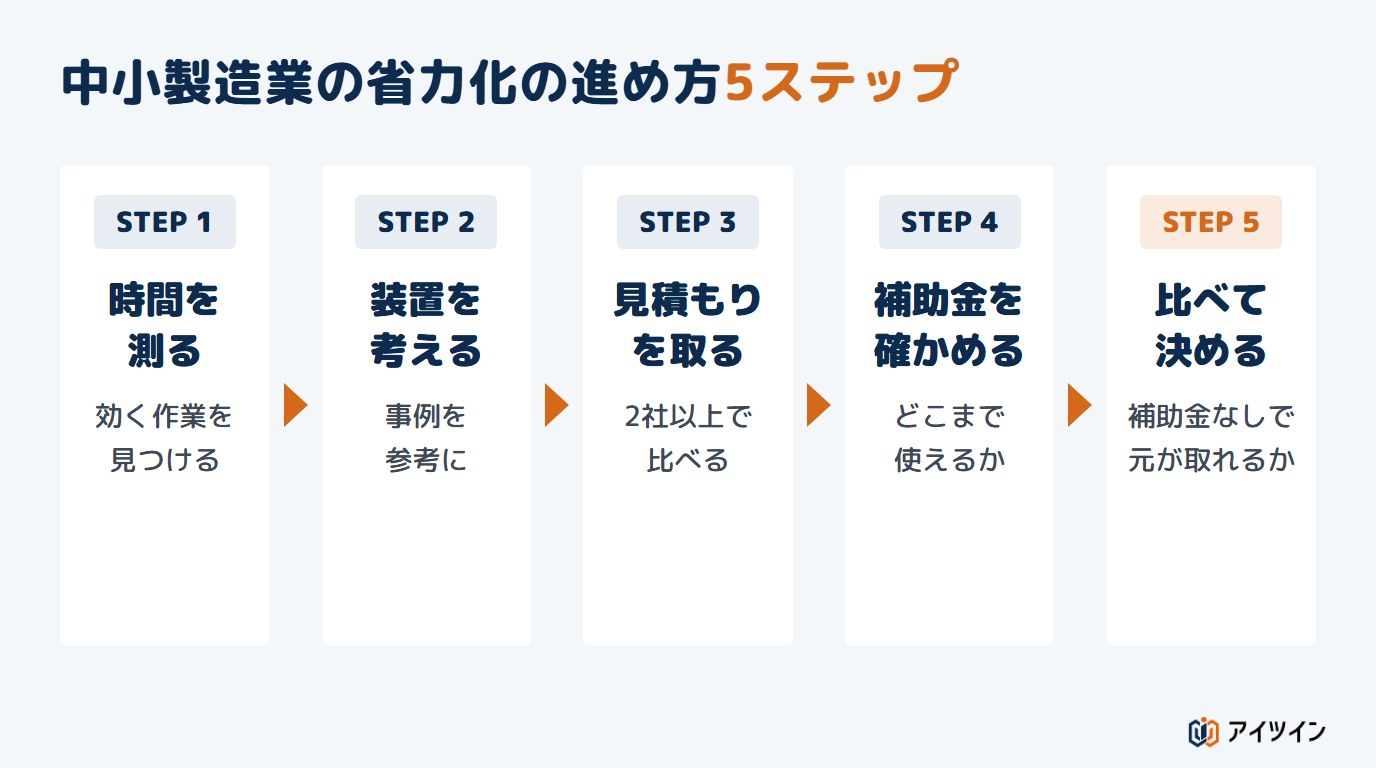 中小製造業の省力化の進め方5ステップ
STEP 1
時間を
測る
効く作業を
見つける
STEP 2
装置を
考える
事例を
参考に
STEP 3
見積もり
を取る
2社以上で
比べる
STEP 4
補助金を
確かめる
どこまで
使えるか
STEP 5
比べて
決める
補助金なしで
元が取れるか
アイツイン